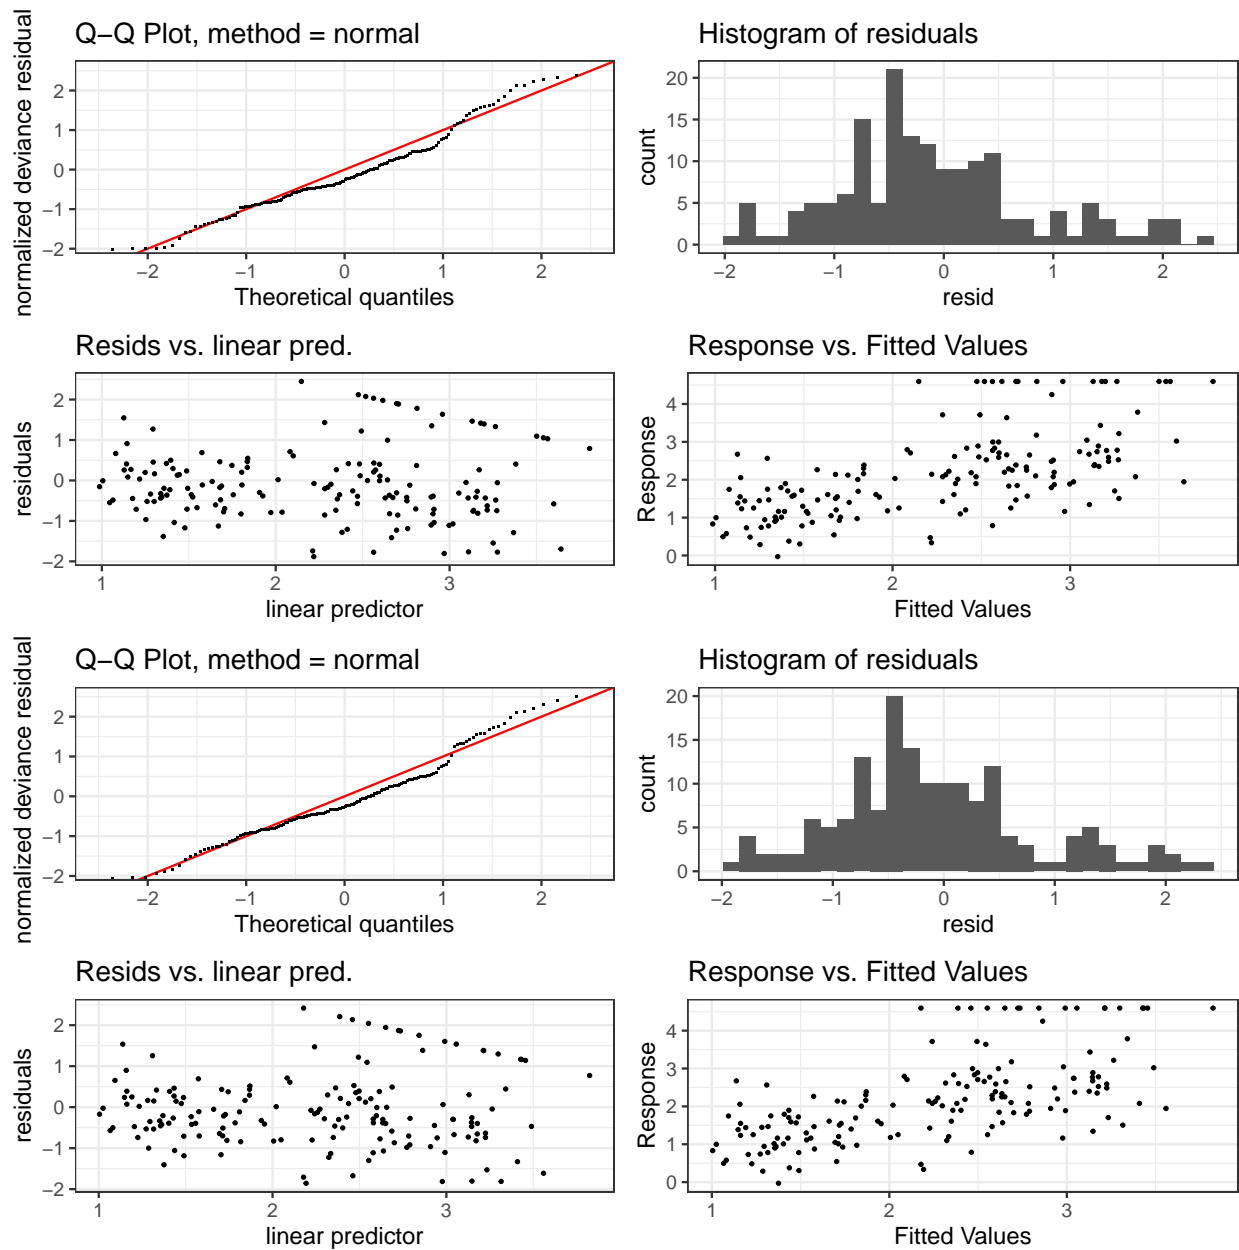 Q−Q Plot, method = normal
normalized deviance residual
2
1
0
−1
−2
−2 −1 0 1 2
Theoretical quantiles
Histogram of residuals
count
20
15
10
5
0
−2 −1 0 1 2
resid
Resids vs. linear pred.
residuals
2
1
0
−1
−2
1 2 3
linear predictor
Response vs. Fitted Values
Response
4
3
2
1
0
1 2 3
Fitted Values
Q−Q Plot, method = normal
normalized deviance residual
2
1
0
−1
−2
−2 −1 0 1 2
Theoretical quantiles
Histogram of residuals
count
20
15
10
5
0
−2 −1 0 1 2
resid
Resids vs. linear pred.
residuals
2
1
0
−1
−2
1 2 3
linear predictor
Response vs. Fitted Values
Response
4
3
2
1
0
1 2 3
Fitted Values